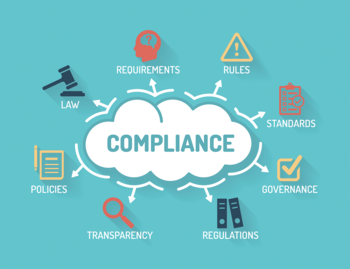 REQUIREMENTS
RULES
LAW
STANDARDS
COMPLIANCE
POLICIES
GOVERNANCE
TRANSPARENCY
REGULATIONS